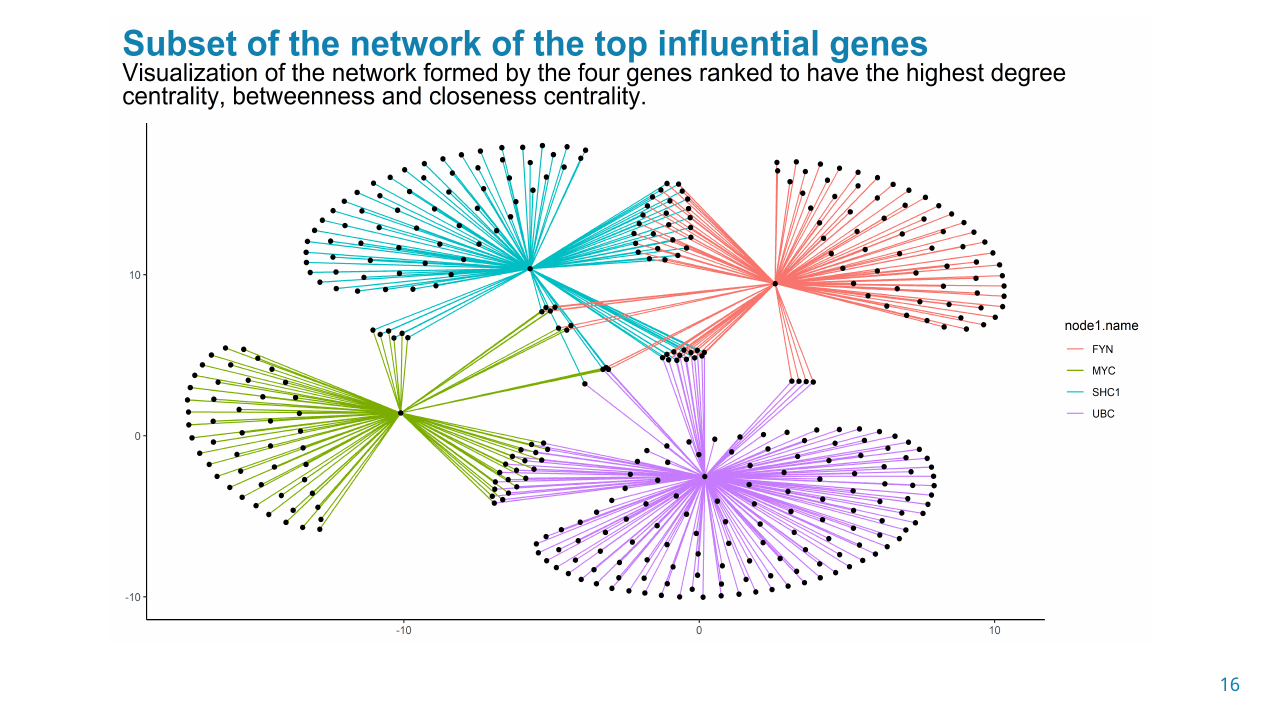 Subset of the network of the top influential genes
Visualization of the network formed by the four genes ranked to have the highest degree
centrality, betweenness and closeness centrality.
10
0
-10
-10
0
10
node1.name
FYN
MYC
SHC1
UBC
16